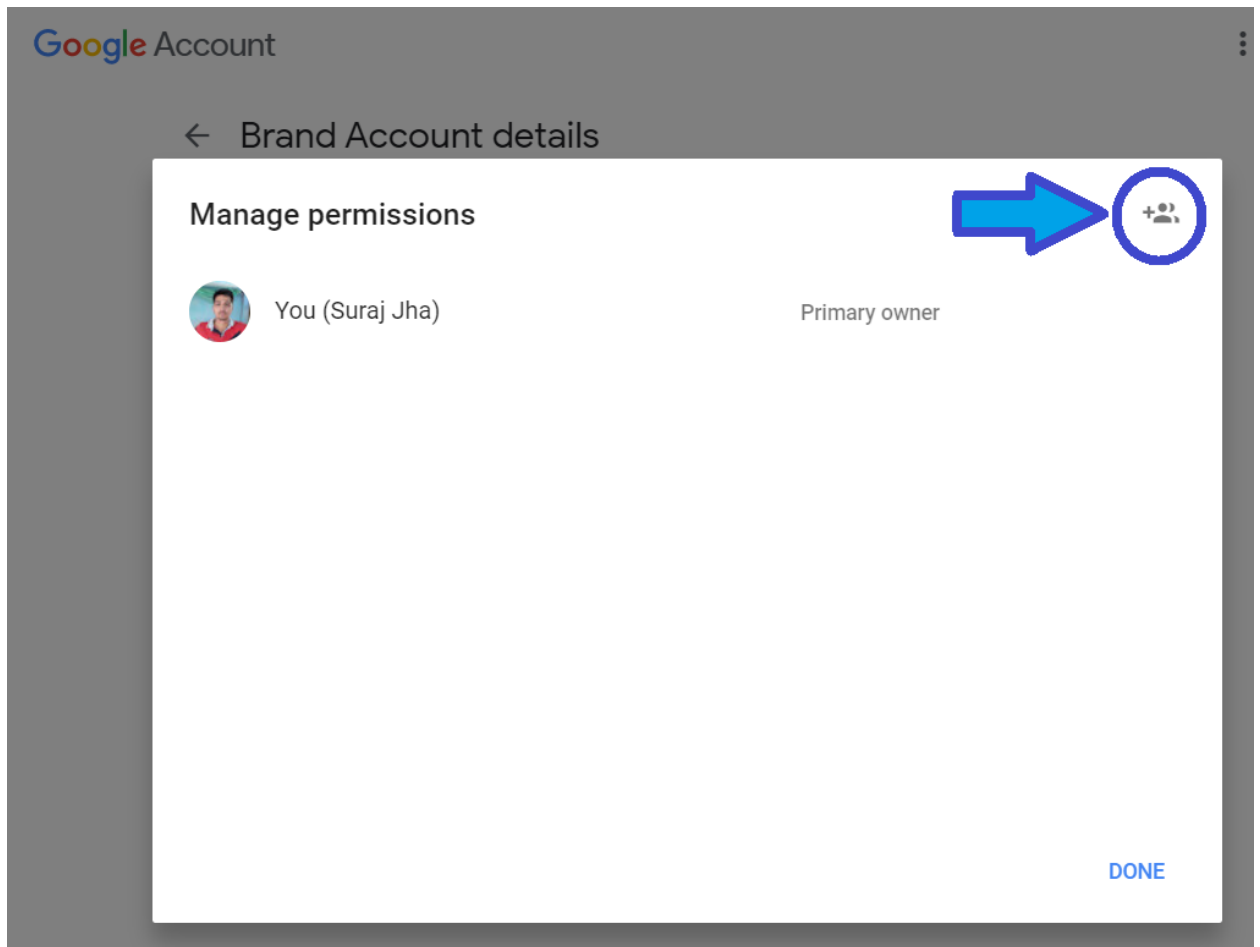 Google Account
Brand Account details
Manage permissions
You (Suraj Jha)
Primary owner
DONE